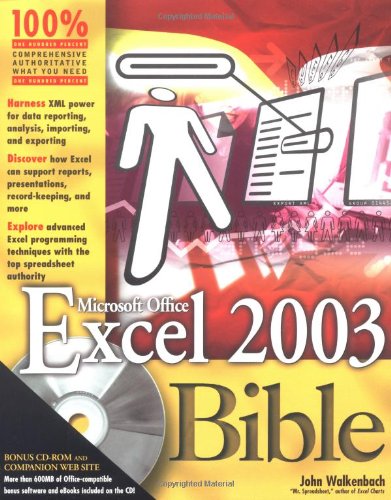 100%
ONE HUNDRED PERCENT
COMPREHENSIVE
AUTHORITATIVE
WHAT YOU NEED
ONE HUNDRED PERCENT
Harness XML power
for data reporting,
analysis, importing,
and exporting
Discover how Excel
can support reports,
presentations,
record-keeping, and
more
Explore advanced
Excel programming
techniques with the
top spreadsheet
authority
Microsoft Office
Excel 2003
Bible
BONUS CD-ROM AND
COMPANION WEB SITE
More than 600MB of Office-compatible
bonus software and eBooks included on the CD!
John Walkenbach
"Mr. Spreadsheet," author of Excel Charts
Copyrighted Material
Copyrighted Material